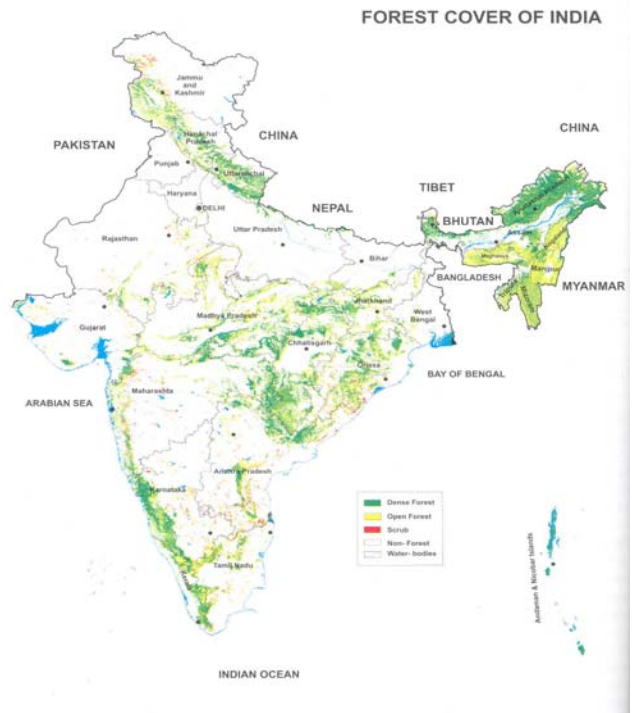 FOREST COVER OF INDIA
Jammu
and
Kashmir
PAKISTAN
CHINA
Himachal
Pradesh
Punjab
Uttaranchal
Haryana
DELHI
NEPAL
Rajasthan
Uttar Pradesh
Bihar
TIBET
CHINA
BHUTAN
Assam
Meghalaya
Manipur
BANGLADESH
MYANMAR
Gujarat
Madhya Pradesh
Jharkhand
West
Bengal
Chhatisgarh
Orissa
Maharashta
BAY OF BENGAL
ARABIAN SEA
Andhra Pradesh
Karnataka
Tamil Nadu
Dense Forest
Open Forest
Scrub
Non- Forest
Water- bodies
Andaman & Nicobar Islands
INDIAN OCEAN